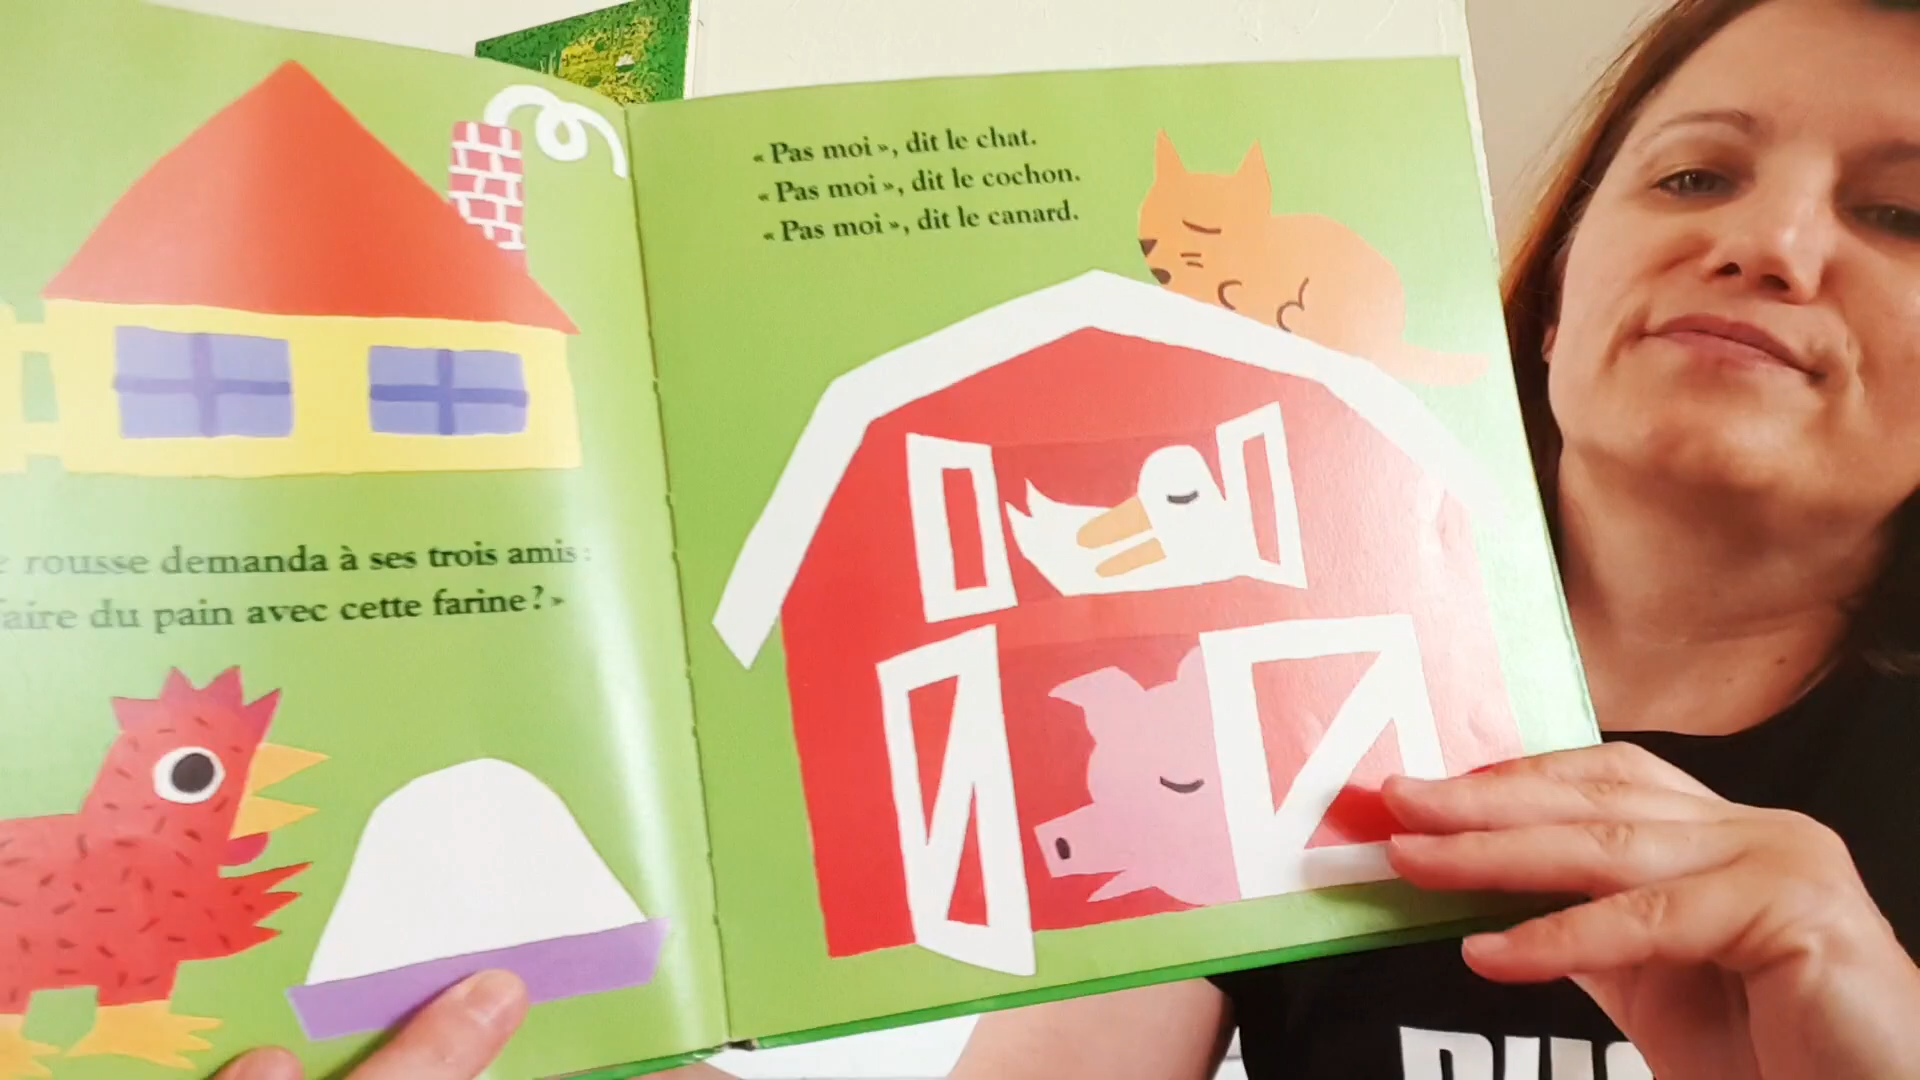 rousse demanda à ses trois amis :
faire du pain avec cette farine ? »
« Pas moi », dit le chat.
« Pas moi », dit le cochon.
« Pas moi », dit le canard.